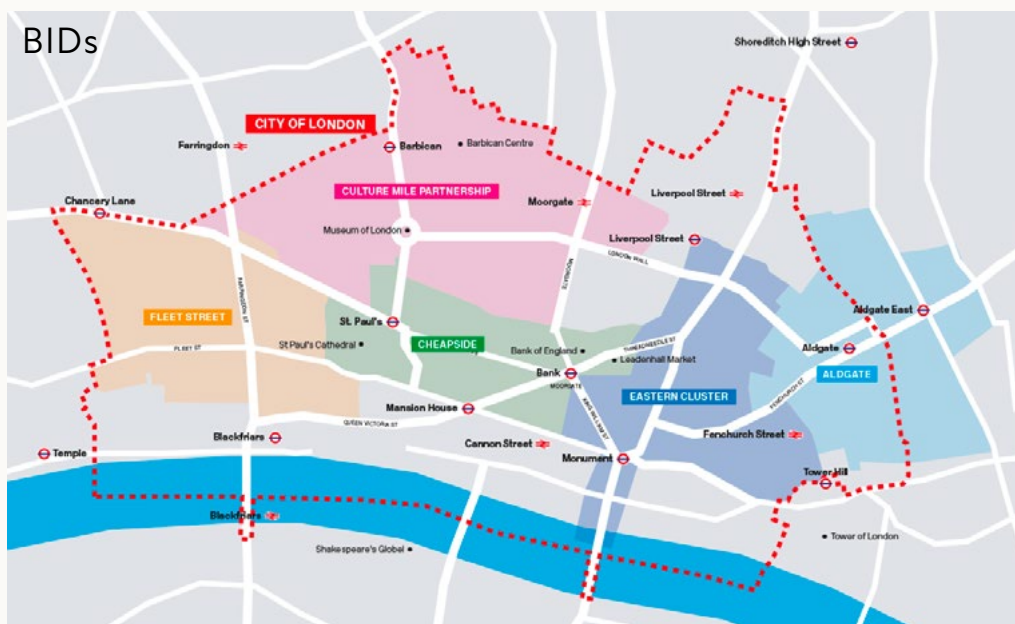 BIDs
Shoreditch High Street
CITY OF LONDON
Farringdon
Barbican
Barbican Centre
CULTURE MILE PARTNERSHIP
Liverpool Street
Moorgate
Chancery Lane
Museum of London
Liverpool Street
LONDON WALL
MOORGATE
FARRINGDON ST
Aldgate East
FLEET STREET
St. Paul's
St Paul's Cathedral
CHEAPSIDE
THREADNEEDLE ST
Bank of England
Leadenhall Market
Aldgate
FLEET ST
Bank
MOORGATE
ALDGATE
EASTERN CLUSTER
FENCHURCH ST
KING WILLIAM ST
Mansion House
QUEEN VICTORIA ST
Blackfriars
Cannon Street
Fenchurch Street
Temple
Monument
Tower Hill
Blackfriars
Shakespeare's Global
Tower of London